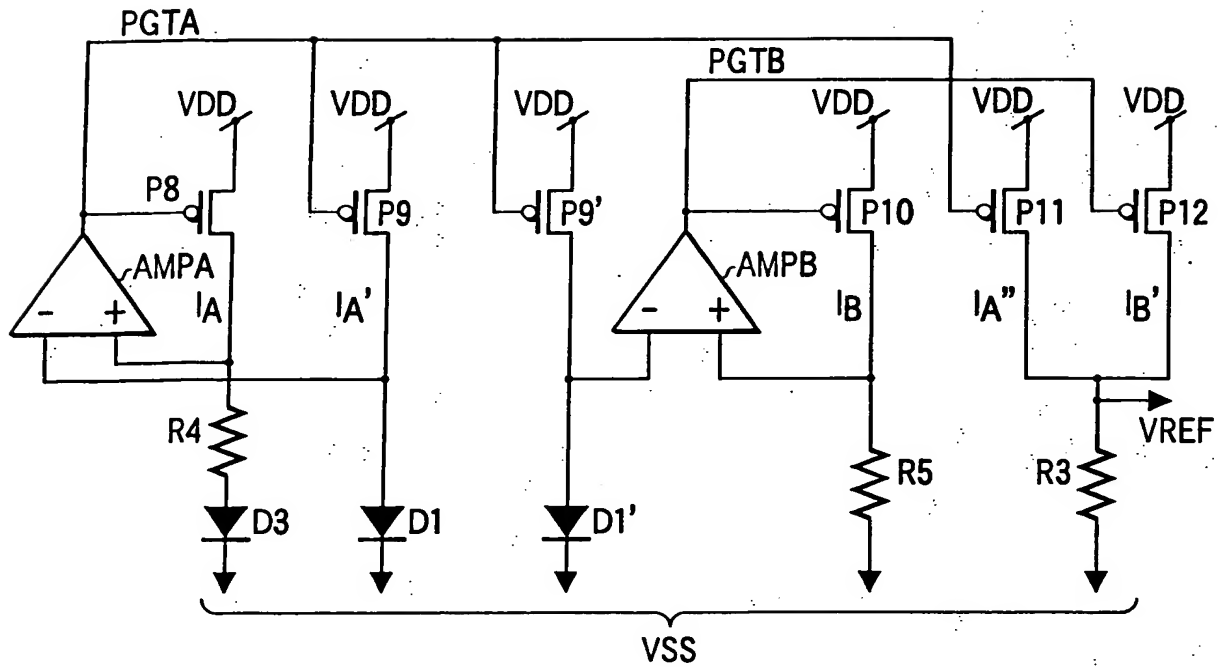 PGTA
PGTB
VDD VDD VDD VDD VDD VDD
P8 P9 P9' P10 P11 P12
AMPA AMPB
- + - +
IA IA' IB IA" IB'
VREF
R4 R5 R3
D3 D1 D1'
VSS